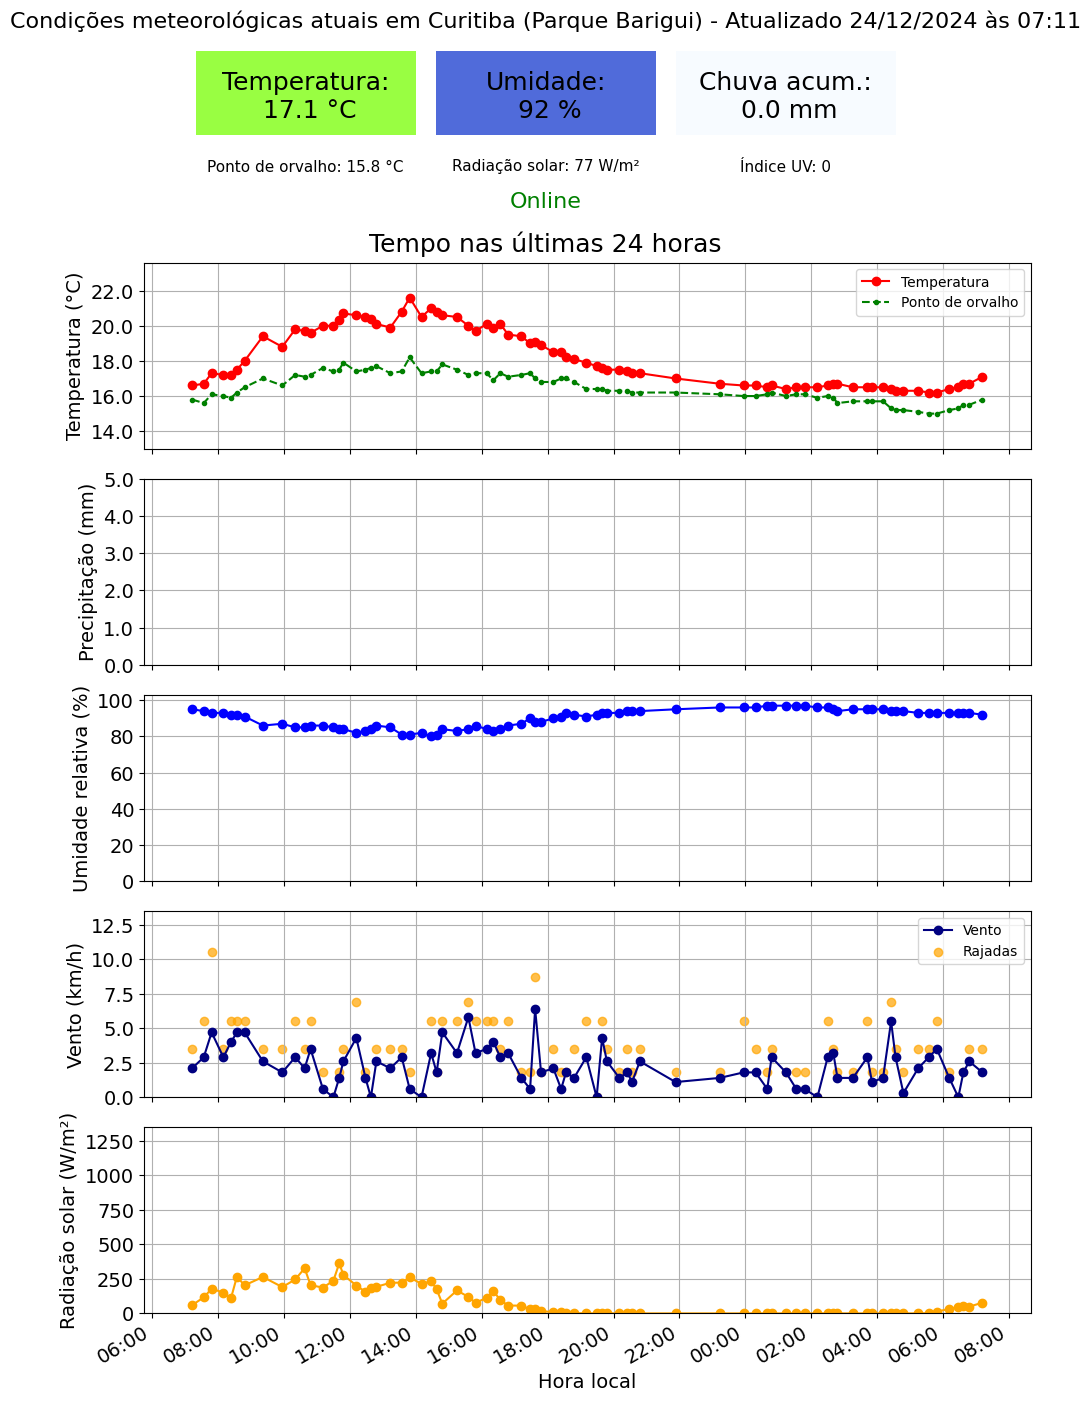 Condições meteorológicas atuais em Curitiba (Parque Barigui) - Atualizado 24/12/2024 às 07:11
Temperatura:
17.1 °C
Umidade:
92 %
Chuva acum.:
0.0 mm
Ponto de orvalho: 15.8 °C
Radiação solar: 77 W/m²
Índice UV: 0
Online
Tempo nas últimas 24 horas
Temperatura (°C)
22.0
20.0
18.0
16.0
14.0
Temperatura
Ponto de orvalho
Precipitação (mm)
5.0
4.0
3.0
2.0
1.0
0.0
Umidade relativa (%)
100
80
60
40
20
0
Vento (km/h)
12.5
10.0
7.5
5.0
2.5
0.0
Vento
Rajadas
Radiação solar (W/m²)
1250
1000
750
500
250
0
06:00
08:00
10:00
12:00
14:00
16:00
18:00
20:00
22:00
00:00
02:00
04:00
06:00
08:00
Hora local